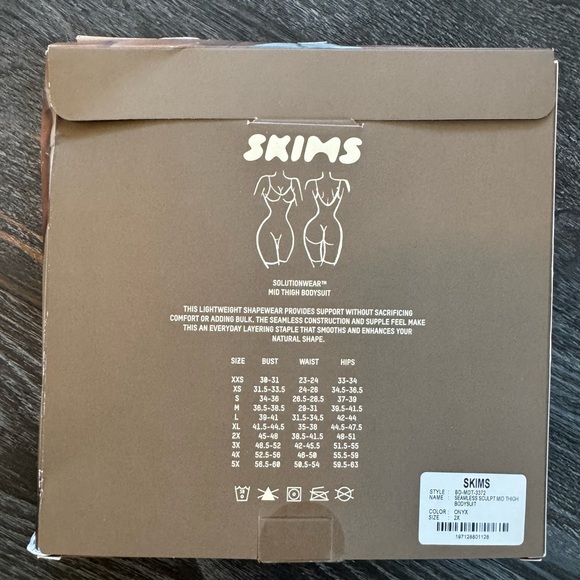 SKIMS
SOLUTIONWEAR™
MID THIGH BODYSUIT
THIS LIGHTWEIGHT SHAPEWEAR PROVIDES SUPPORT WITHOUT SACRIFICING
COMFORT OR ADDING BULK. THE SEAMLESS CONSTRUCTION AND SUPPLE FEEL MAKE
THIS AN EVERYDAY LAYERING STAPLE THAT SMOOTHS AND ENHANCES YOUR
NATURAL SHAPE.
SIZE BUST WAIST HIPS
XXS 30-31 23-24 33-34
XS 31.5-33.5 24-26 34.5-36.5
S 34-36 26.5-28.5 37-39
M 36.5-38.5 29-31 39.5-41.5
L 39-41 31.5-34.5 42-44
XL 41.5-44.5 35-38 44.5-47.5
2X 45-48 38.5-41.5 48-51
3X 48.5-52 42-45.5 51.5-55
4X 52.5-56 46-50 55.5-59
5X 56.5-60 50.5-54 59.5-63
SKIMS
STYLE : BD-MDT-3372
NAME : SEAMLESS SCULPT MID THIGH
BODYSUIT
COLOR : ONYX
SIZE : 2X
197128801126